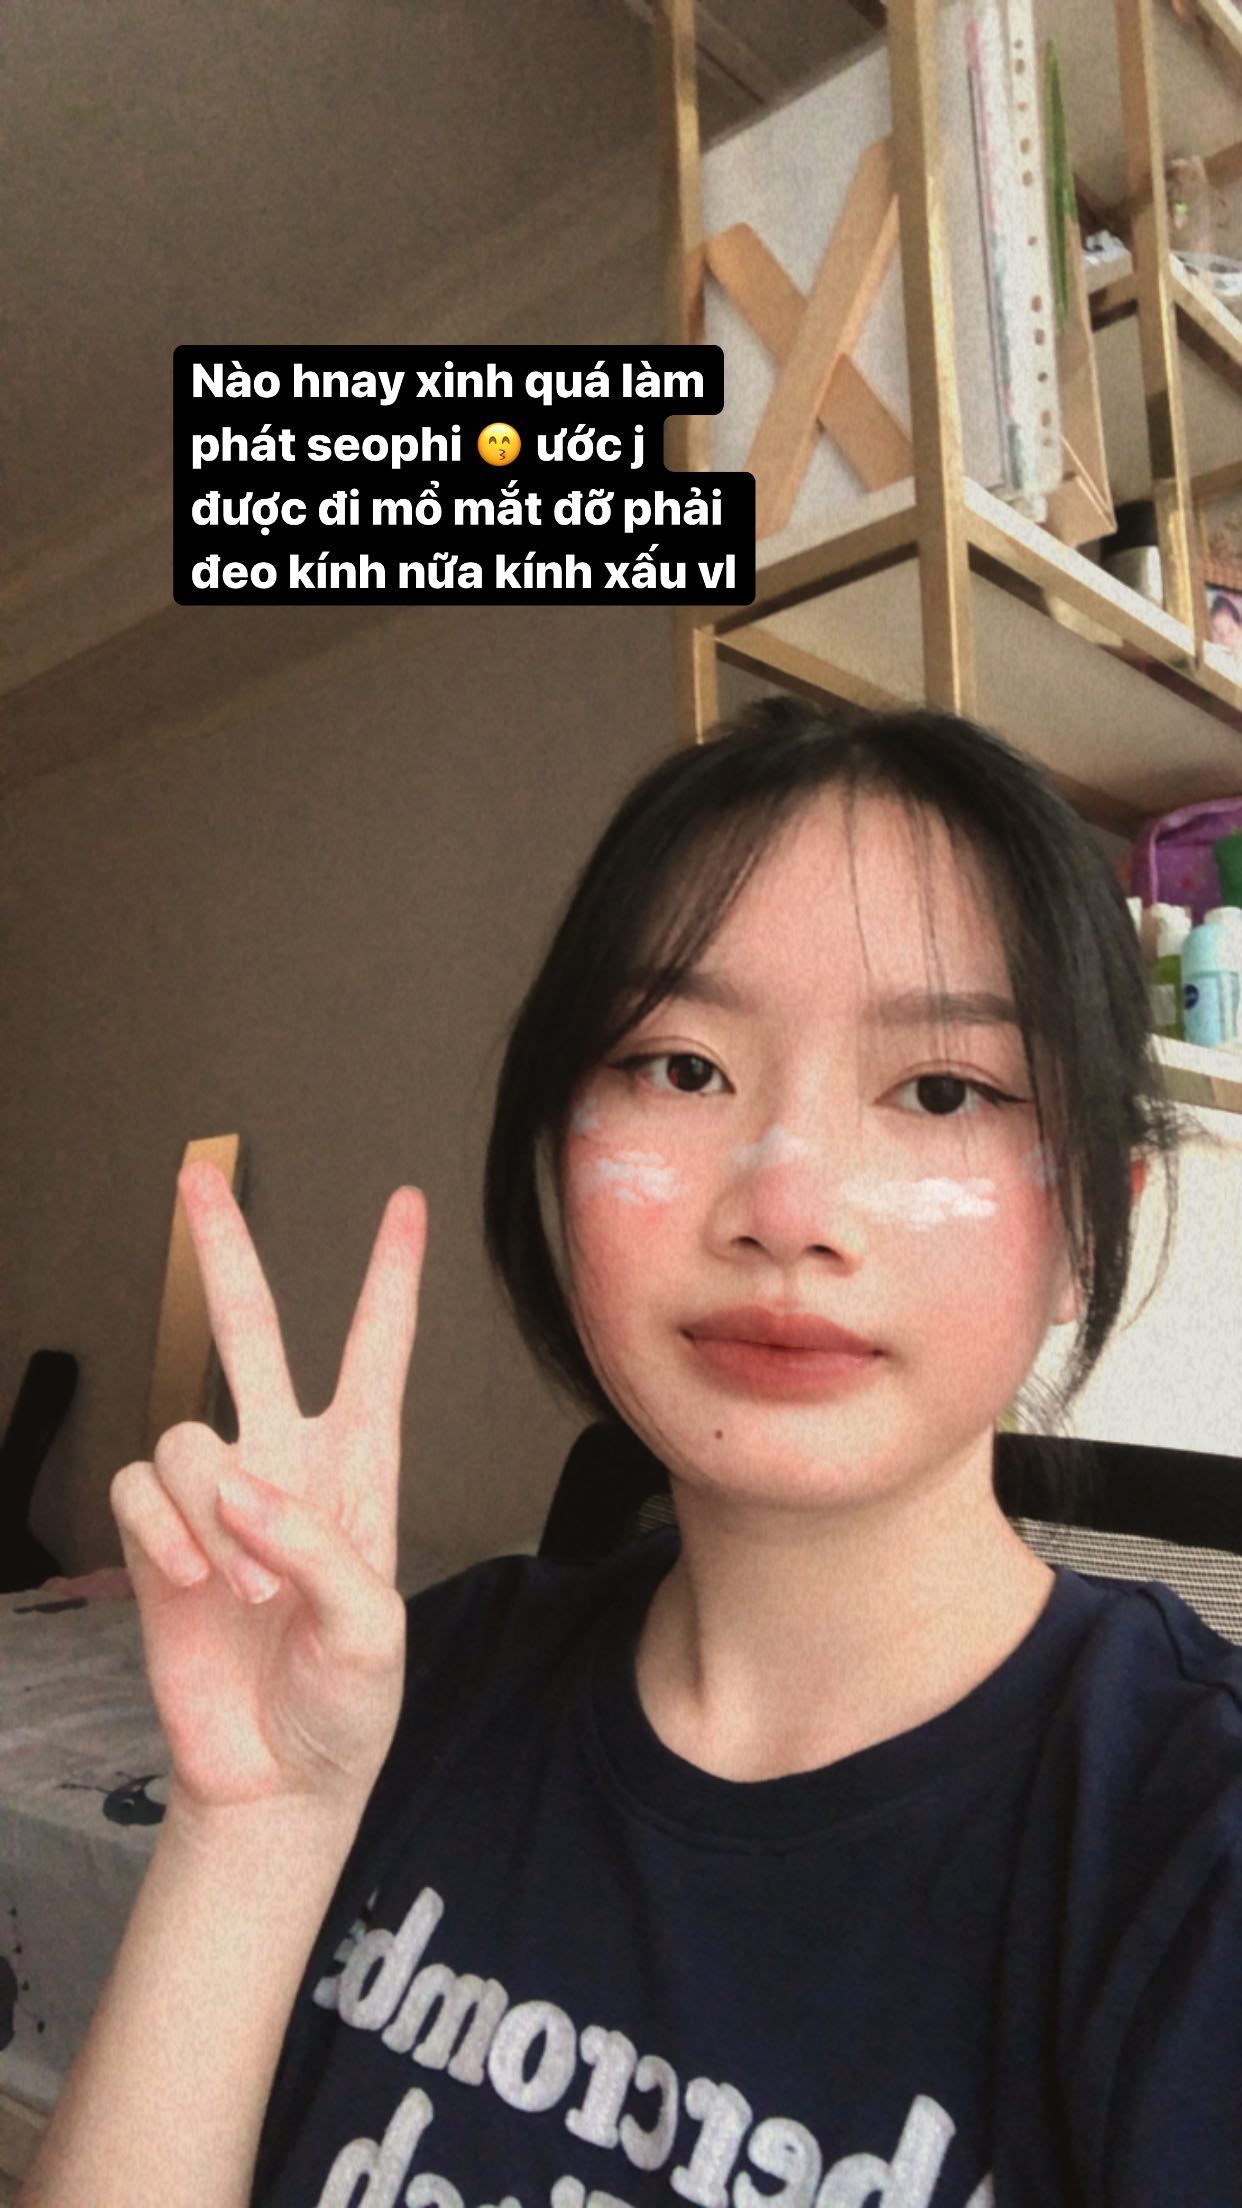 Nào hnay xinh quá làm
phát seophi 😙 ước j
được đi mổ mắt đỡ phải
đeo kính nữa kính xấu vl
bercromb